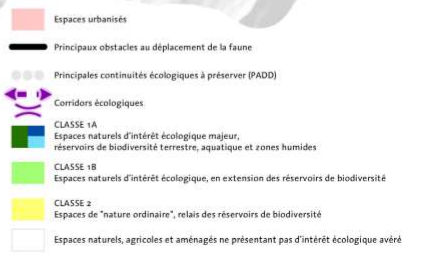 Espaces urbanisés
Principaux obstacles au déplacement de la faune
Principales continuités écologiques à préserver (PADD)
Corridors écologiques
CLASSE 1A
Espaces naturels d'intérêt écologique majeur,
réservoirs de biodiversité terrestre, aquatique et zones humides
CLASSE 1B
Espaces naturels d'intérêt écologique, en extension des réservoirs de biodiversité
CLASSE 2
Espaces de "nature ordinaire", relais des réservoirs de biodiversité
Espaces naturels, agricoles et aménagés ne présentant pas d'intérêt écologique avéré